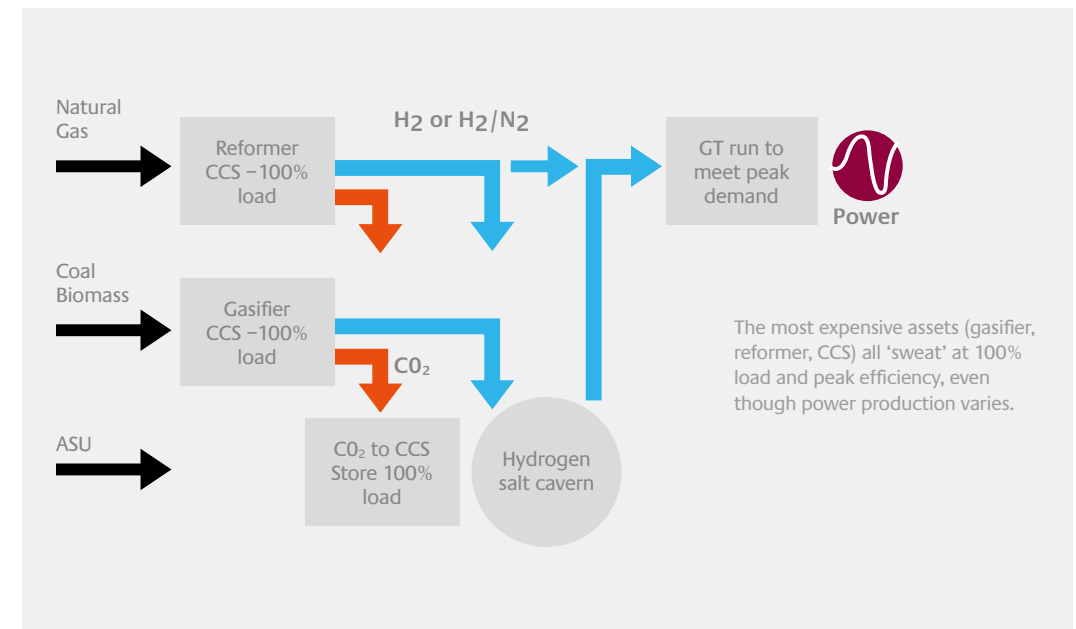 Natural
Gas
H2 or H2/N2
Reformer
CCS –100%
load
GT run to
meet peak
demand
Power
Coal
Biomass
Gasifier
CCS –100%
load
The most expensive assets (gasifier,
reformer, CCS) all ‘sweat’ at 100%
load and peak efficiency, even
though power production varies.
C0₂
ASU
C0₂ to CCS
Store 100%
load
Hydrogen
salt cavern